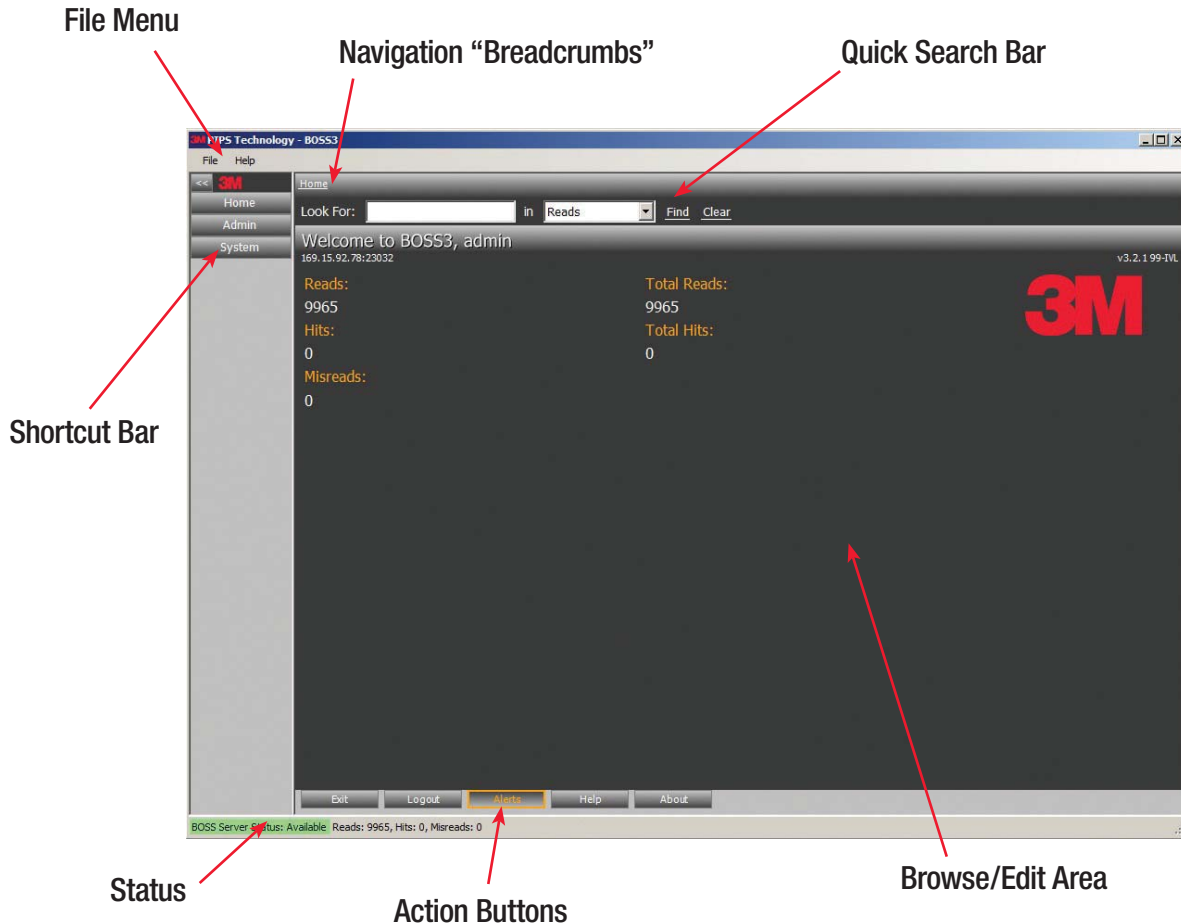 File Menu
Navigation “Breadcrumbs”
Quick Search Bar
3M PIPS Technology - BOSS3
File Help
<< 3M
Home
Home
Look For: in Reads Find Clear
Admin
System
Welcome to BOSS3, admin
169.15.92.78:23032
v3.2.199-IVL
Reads:
Total Reads:
9965
9965
3M
Hits:
Total Hits:
0
0
Misreads:
0
Shortcut Bar
Exit Logout Alerts Help About
BOSS Server Status: Available Reads: 9965, Hits: 0, Misreads: 0
Status
Action Buttons
Browse/Edit Area